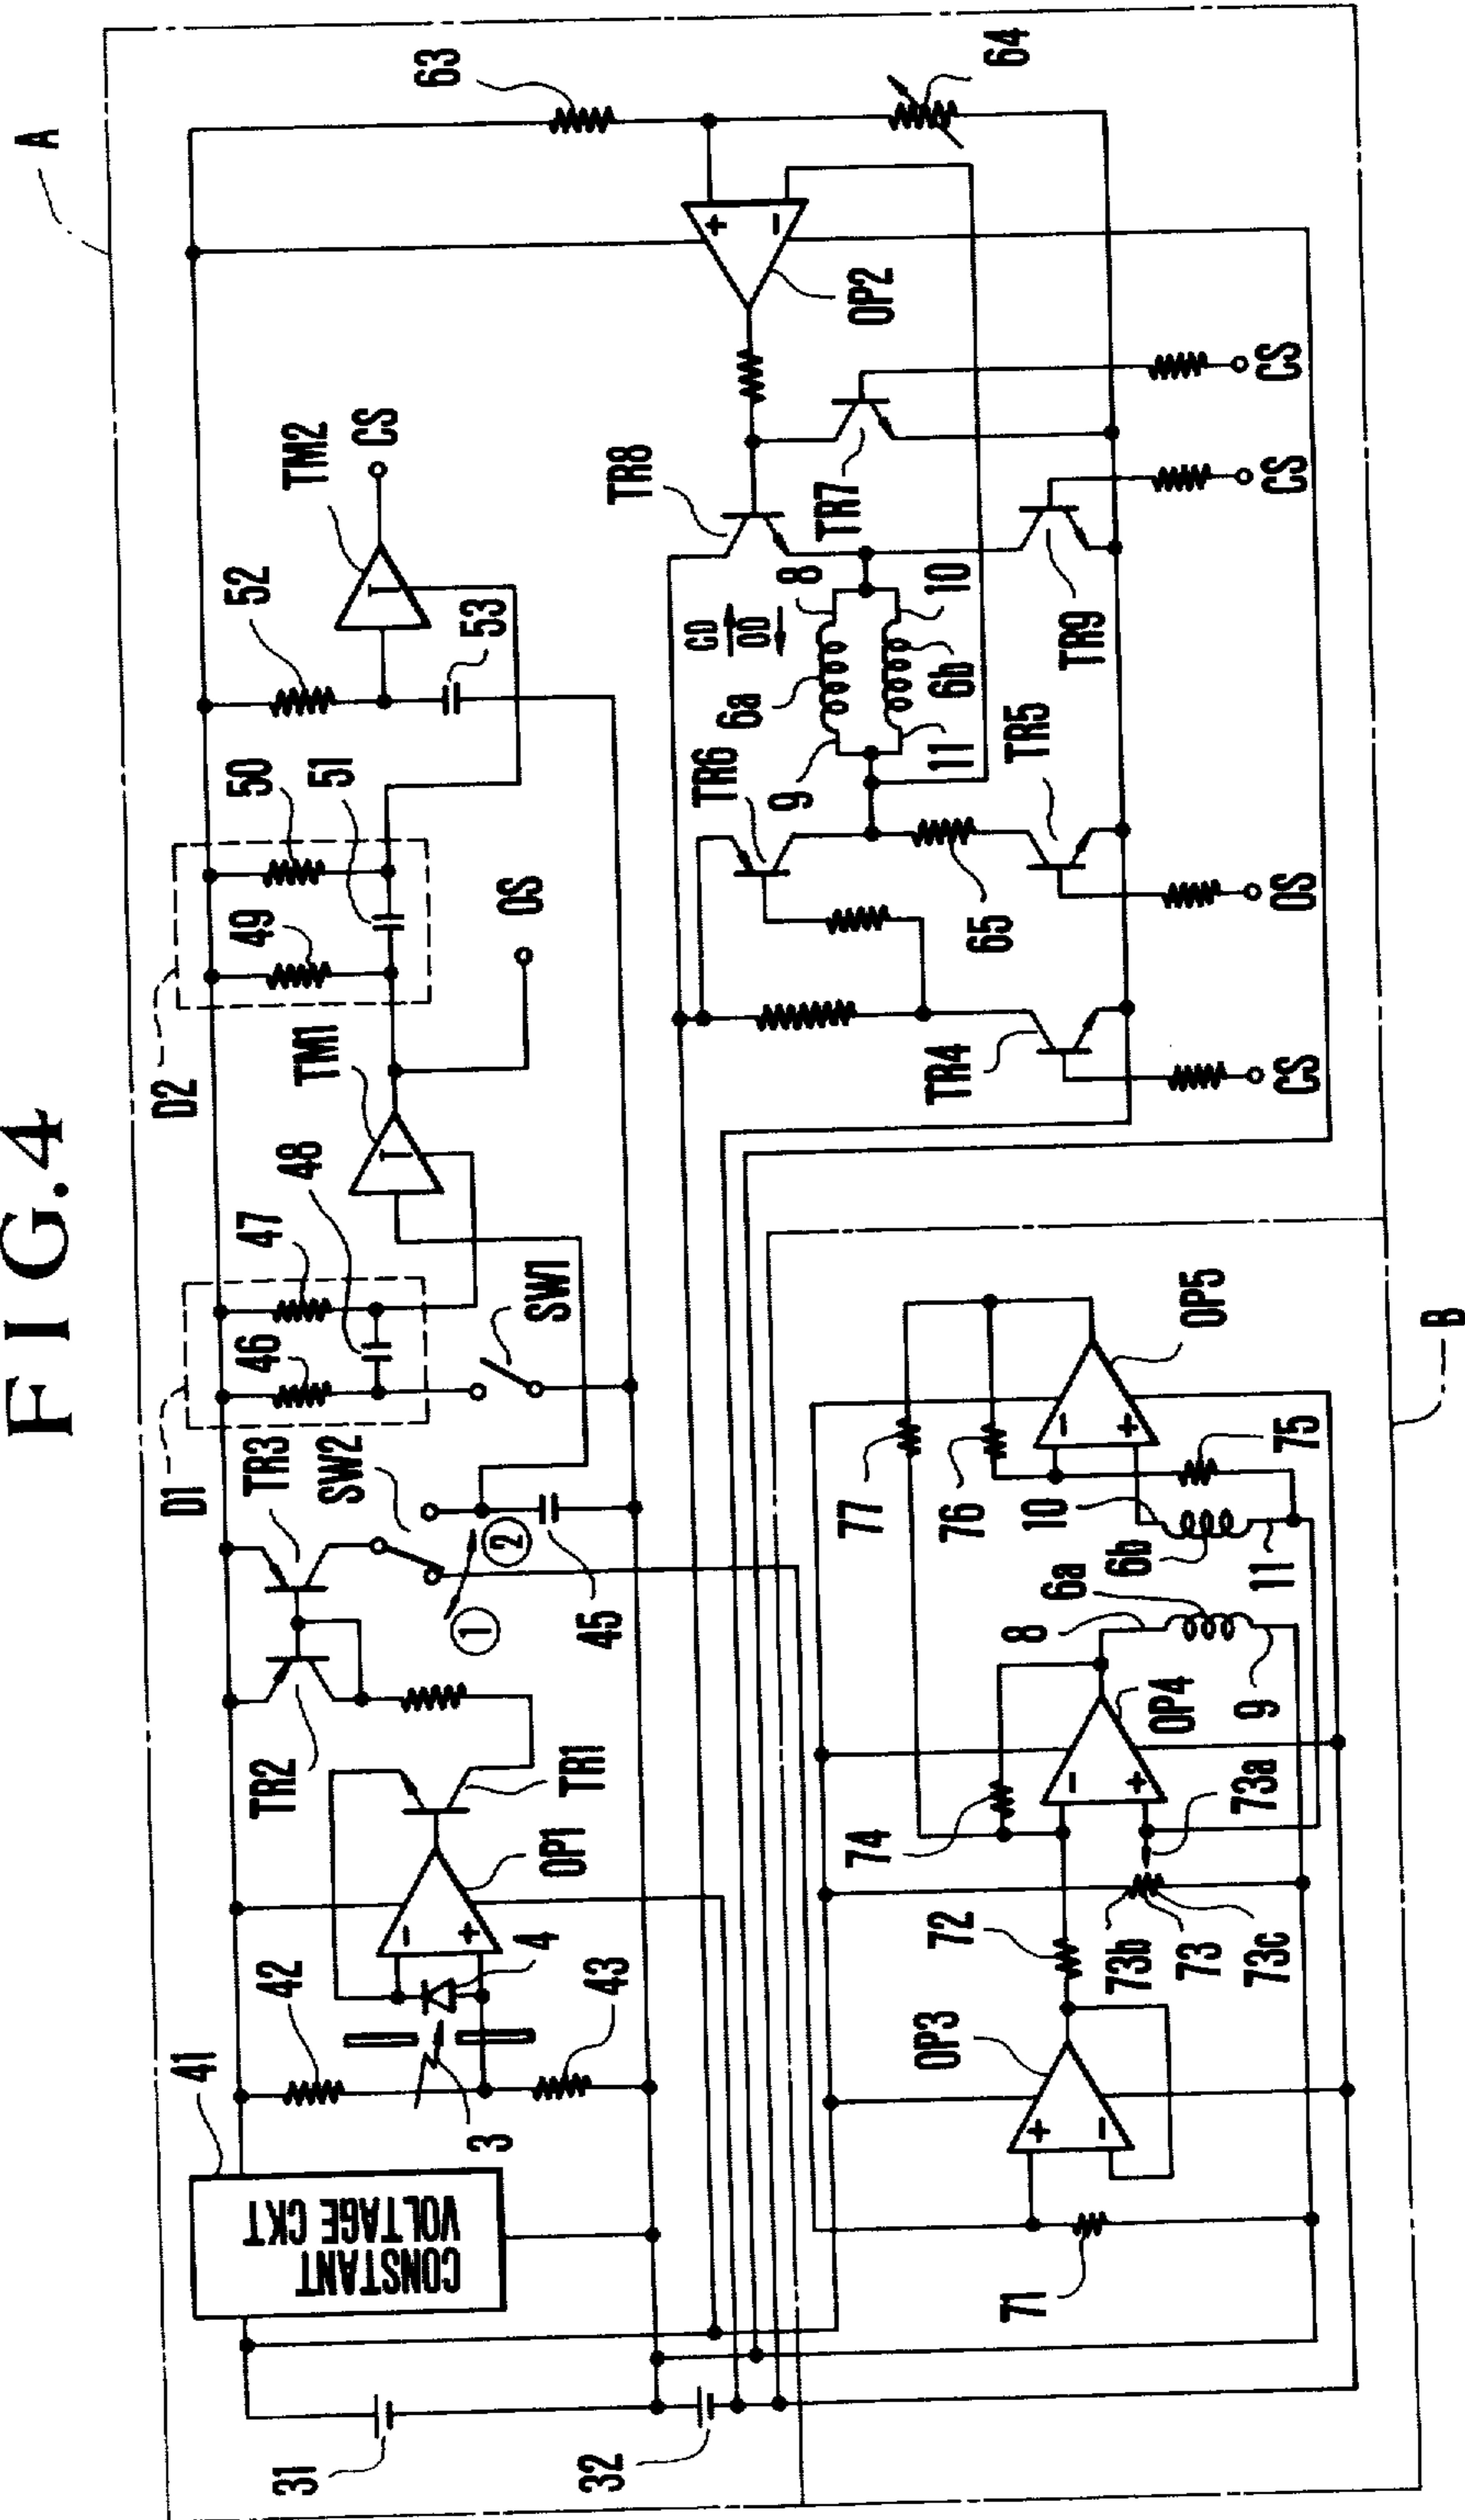 FIG.4
A
63
64
OP2
+
-
CS
CS
TM2
CS
52
53
TR8
TR7
TR9
CD
OD
8
10
6a
6b
9
11
TR6
TR5
65
OS
TR4
CS
50
51
49
D2
OS
TM1
T
T
48
47
46
D1
SW1
SW2
TR3
TR2
1
2
45
TR1
OP1
-
+
4
42
43
41
3
CONSTANT
VOLTAGE CKT
31
32
B
OP5
-
+
77
76
75
10
6b
11
6a
8
9
OP4
-
+
74
73a
72
73b
73
73c
OP3
+
-
71